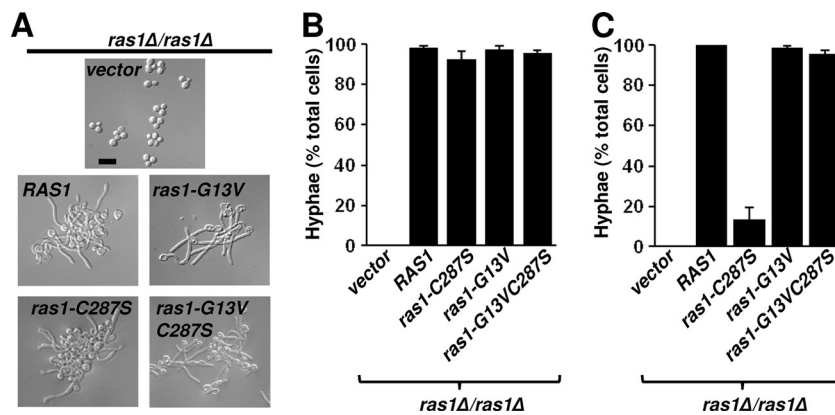 A
ras1Δ/ras1Δ
vector
RAS1
ras1-G13V
ras1-C287S
ras1-G13V
C287S
B
Hyphae (% total cells)
100
80
60
40
20
0
vector
RAS1
ras1-C287S
ras1-G13V
ras1-G13VC287S
ras1Δ/ras1Δ
C
Hyphae (% total cells)
100
80
60
40
20
0
vector
RAS1
ras1-C287S
ras1-G13V
ras1-G13VC287S
ras1Δ/ras1Δ